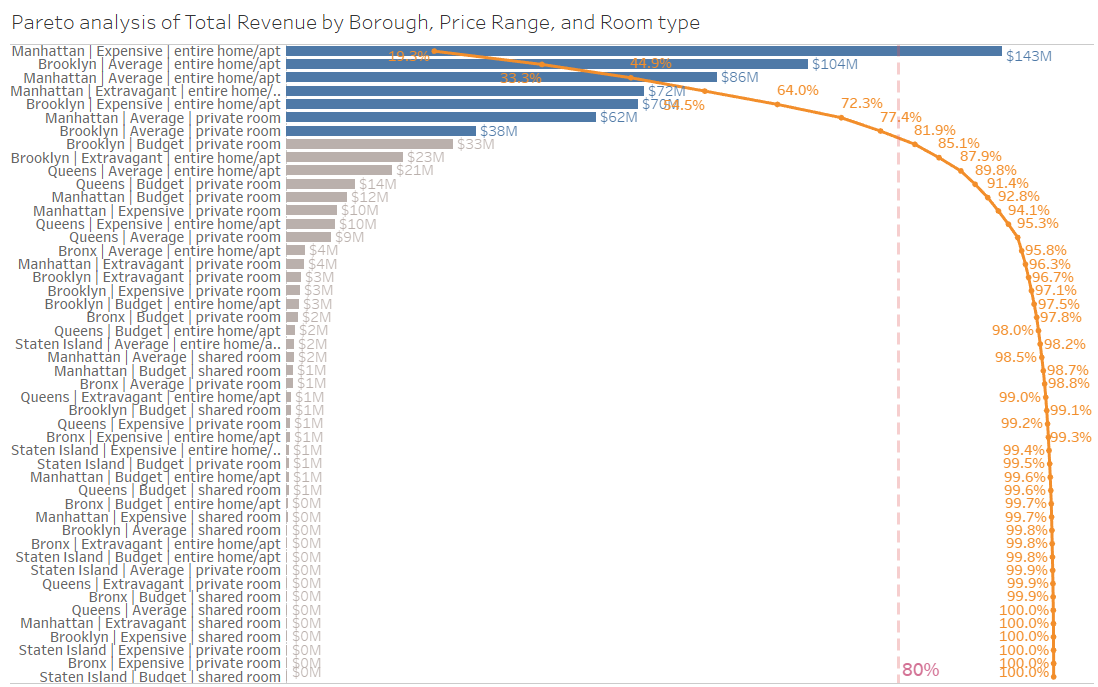 Pareto analysis of Total Revenue by Borough, Price Range, and Room type
Manhattan | Expensive | entire home/apt $143M 19.3%
Brooklyn | Average | entire home/apt $104M 33.3%
Manhattan | Average | entire home/apt $86M 44.9%
Manhattan | Extravagant | entire home/.. $72M 54.5%
Brooklyn | Expensive | entire home/apt $70M 64.0%
Manhattan | Average | private room $62M 72.3%
Brooklyn | Average | private room $38M 77.4%
Brooklyn | Budget | private room $33M 81.9%
Brooklyn | Extravagant | entire home/apt $23M 85.1%
Queens | Average | entire home/apt $21M 87.9%
Queens | Budget | private room $14M 89.8%
Manhattan | Budget | private room $12M 91.4%
Manhattan | Expensive | private room $10M 92.8%
Queens | Expensive | entire home/apt $10M 94.1%
Queens | Average | private room $9M 95.3%
Bronx | Average | entire home/apt $4M 95.8%
Manhattan | Extravagant | private room $4M 96.3%
Brooklyn | Extravagant | private room $3M 96.7%
Brooklyn | Expensive | private room $3M 97.1%
Brooklyn | Budget | entire home/apt $3M 97.5%
Bronx | Budget | private room $2M 97.8%
Queens | Budget | entire home/apt $2M 98.0%
Staten Island | Average | entire home/a.. $2M 98.2%
Manhattan | Average | shared room $2M 98.5%
Manhattan | Budget | shared room $1M 98.7%
Bronx | Average | private room $1M 98.8%
Queens | Extravagant | entire home/apt $1M 99.0%
Brooklyn | Budget | shared room $1M 99.1%
Queens | Expensive | private room $1M 99.2%
Bronx | Expensive | entire home/apt $1M 99.3%
Staten Island | Expensive | entire home/.. $1M 99.4%
Staten Island | Budget | private room $1M 99.5%
Manhattan | Budget | entire home/apt $1M 99.6%
Queens | Budget | shared room $1M 99.6%
Bronx | Budget | entire home/apt $0M 99.7%
Manhattan | Expensive | shared room $0M 99.7%
Brooklyn | Average | shared room $0M 99.8%
Bronx | Extravagant | entire home/apt $0M 99.8%
Staten Island | Budget | entire home/apt $0M 99.8%
Staten Island | Average | private room $0M 99.9%
Queens | Extravagant | private room $0M 99.9%
Bronx | Budget | shared room $0M 99.9%
Queens | Average | shared room $0M 100.0%
Manhattan | Extravagant | shared room $0M 100.0%
Brooklyn | Expensive | shared room $0M 100.0%
Staten Island | Expensive | private room $0M 100.0%
Bronx | Expensive | private room $0M 100.0%
Staten Island | Budget | shared room $0M 100.0%
80%